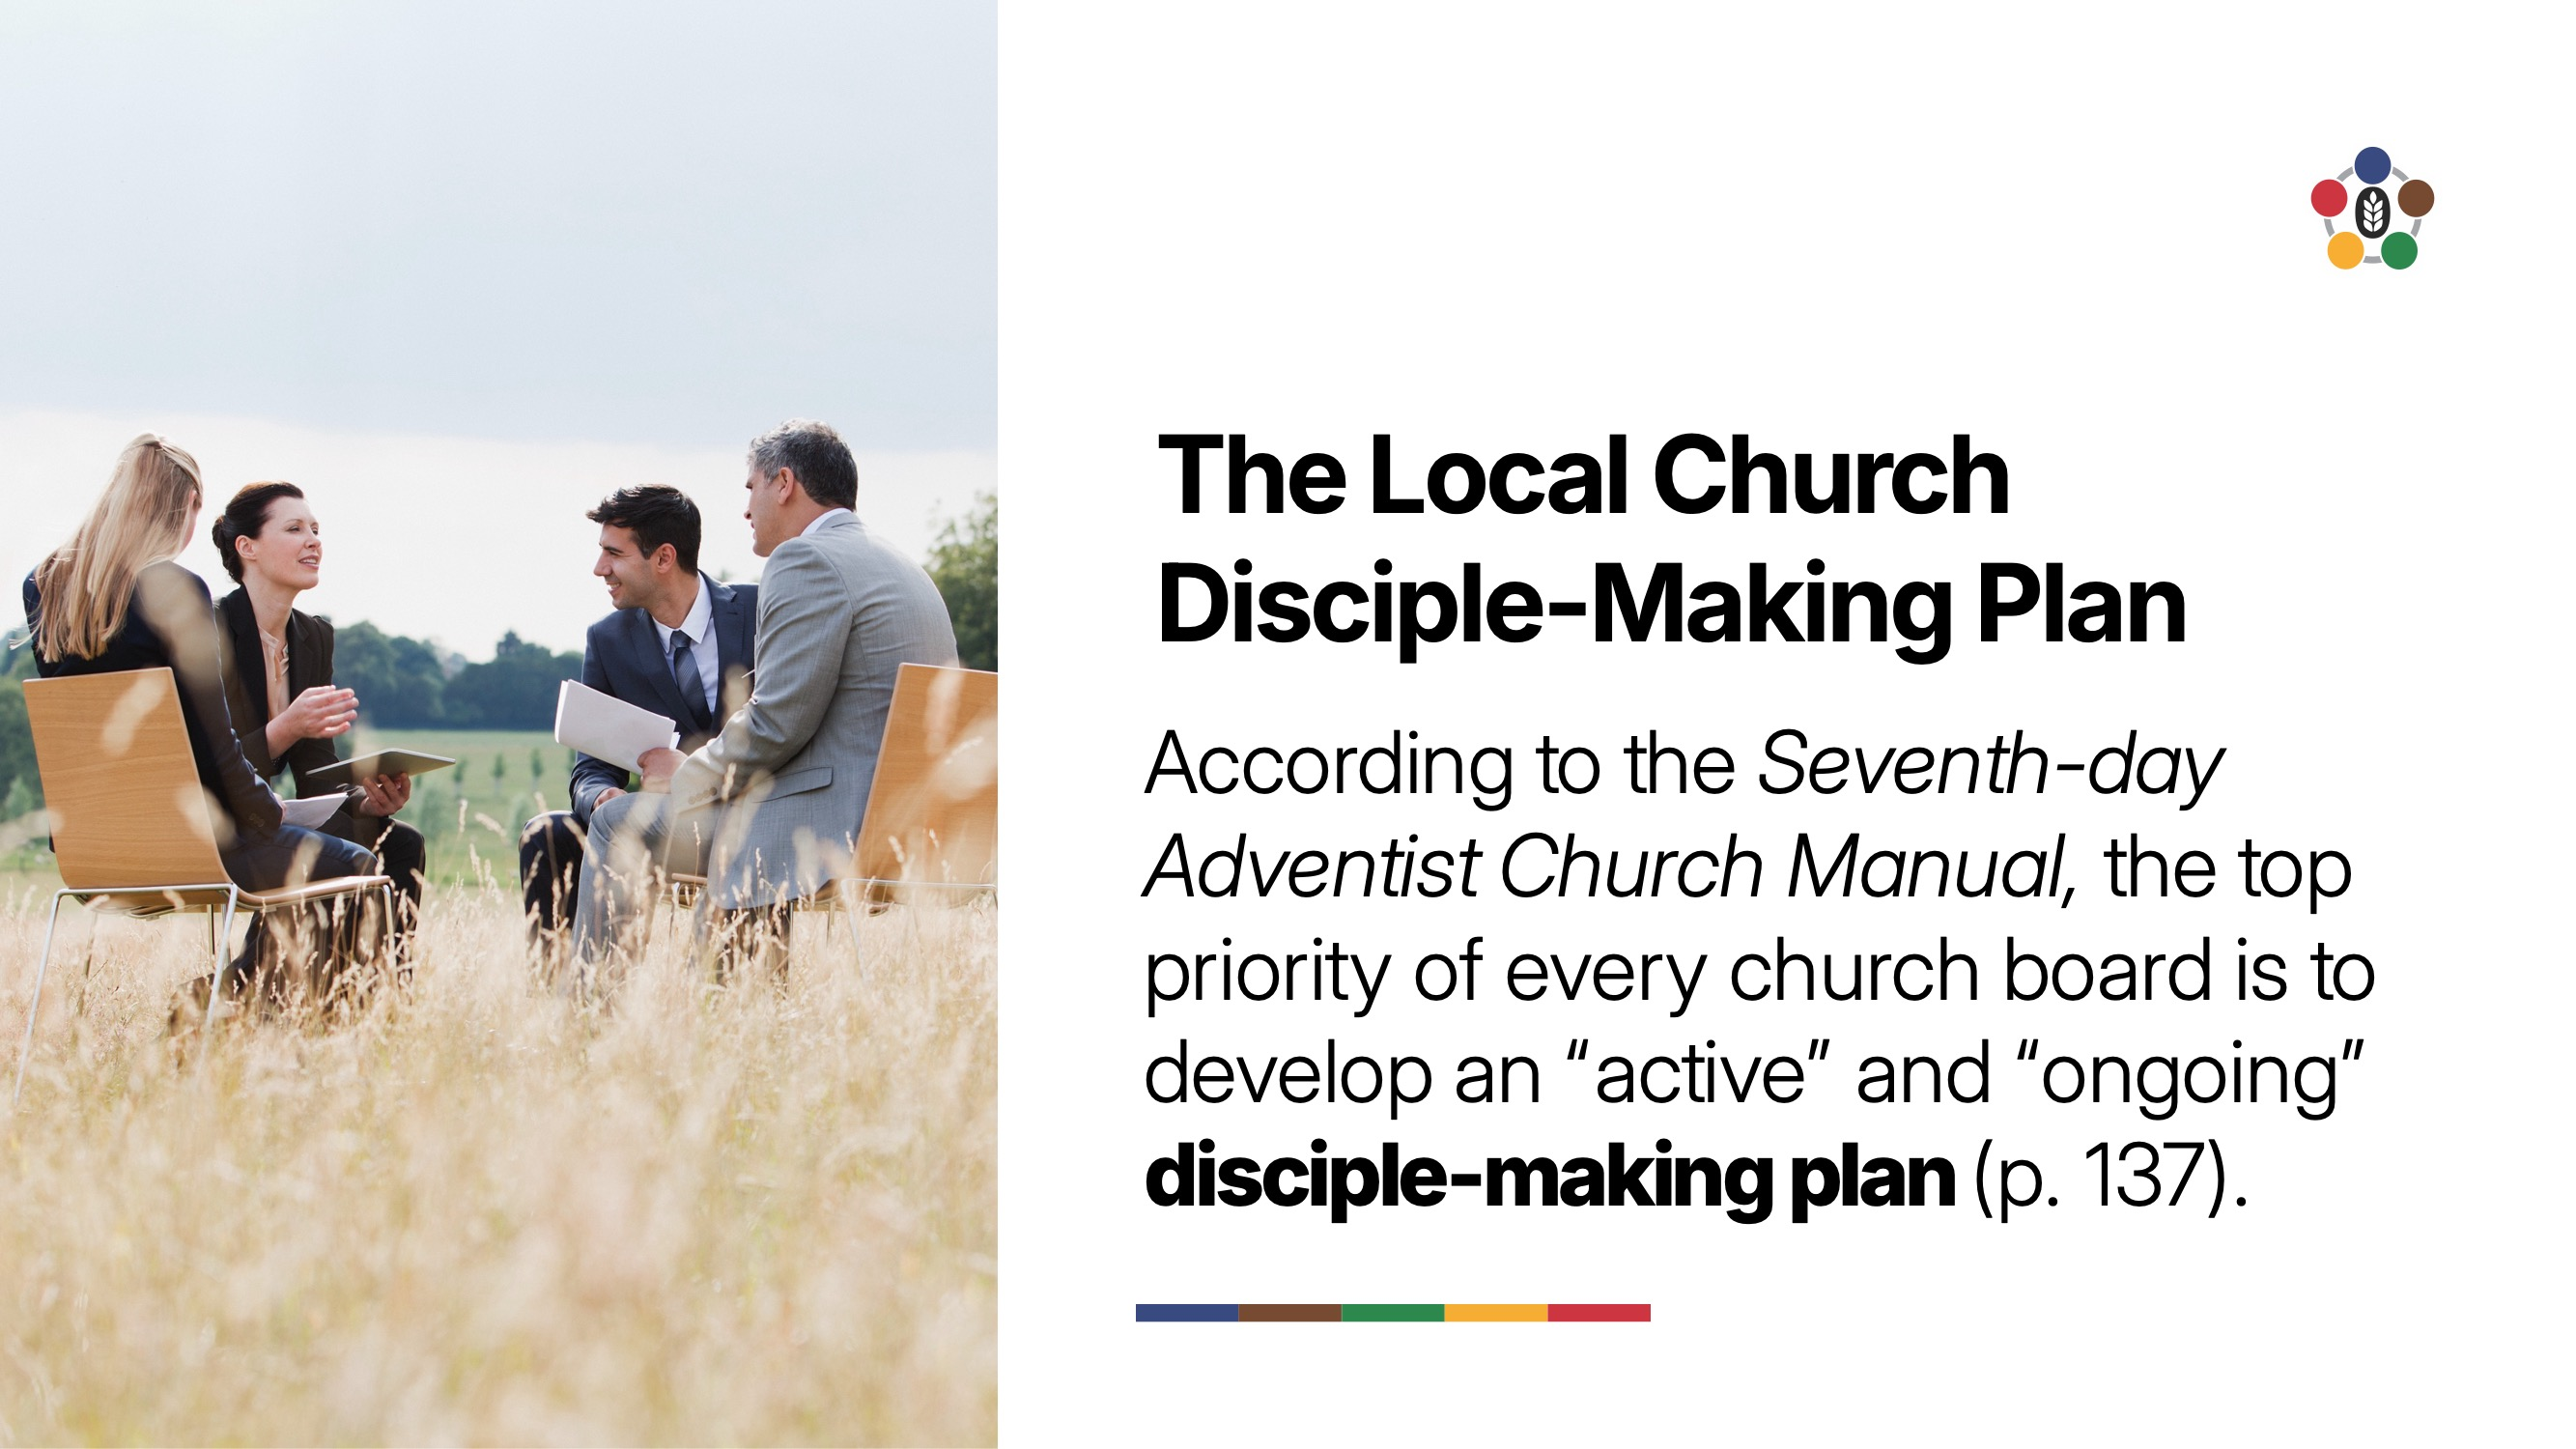 The Local Church
Disciple-Making Plan
According to the Seventh-day
Adventist Church Manual, the top
priority of every church board is to
develop an “active” and “ongoing”
disciple-making plan (p. 137).